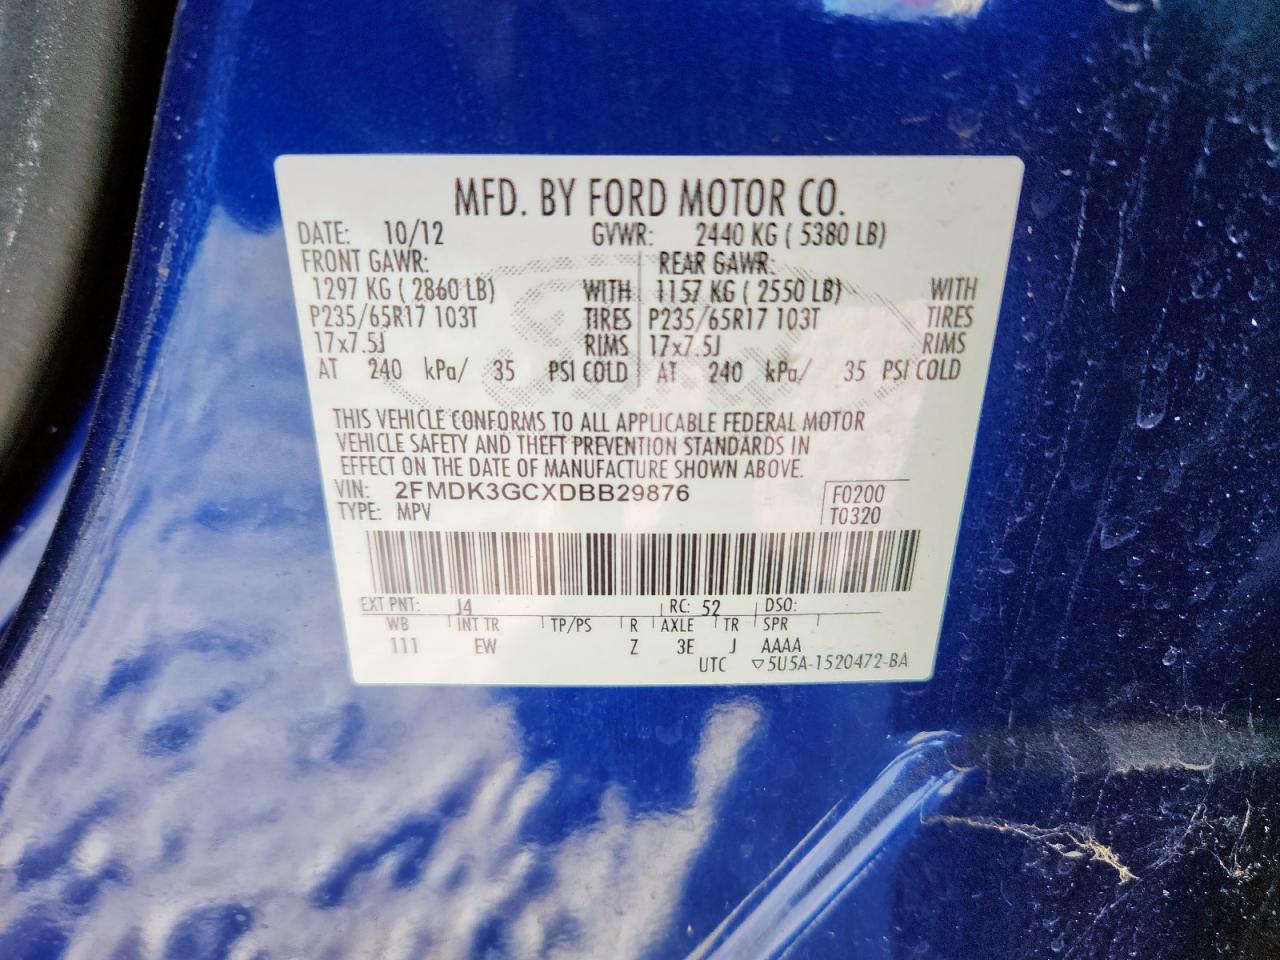 MFD. BY FORD MOTOR CO.
DATE: 10/12 GVWR: 2440 KG ( 5380 LB)
FRONT GAWR: REAR GAWR:
1297 KG ( 2860 LB) WITH 1157 KG ( 2550 LB) WITH
P235/65R17 103T TIRES P235/65R17 103T TIRES
17x7.5J RIMS 17x7.5J RIMS
AT 240 kPa/ 35 PSI COLD AT 240 kPa/ 35 PSI COLD
THIS VEHICLE CONFORMS TO ALL APPLICABLE FEDERAL MOTOR
VEHICLE SAFETY AND THEFT PREVENTION STANDARDS IN
EFFECT ON THE DATE OF MANUFACTURE SHOWN ABOVE.
VIN: 2FMDK3GCXDBB29876 F0200
TYPE: MPV T0320
EXT PNT: J4 RC: 52 DSO:
WB INT TR TP/PS R AXLE TR SPR
111 EW Z 3E J AAAA
UTC ▽5U5A-1520472-BA